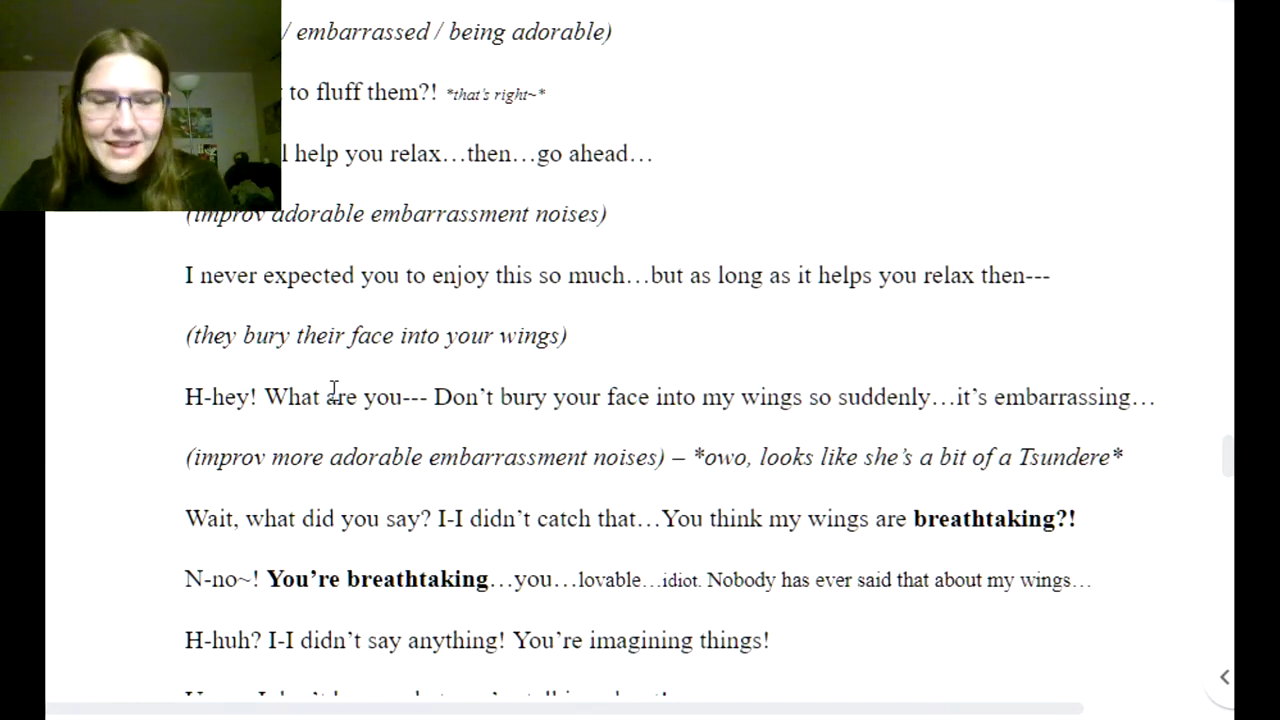 / embarrassed / being adorable)
to fluff them?! *that's right~*
l help you relax…then…go ahead…
(improv adorable embarrassment noises)
I never expected you to enjoy this so much…but as long as it helps you relax then---
(they bury their face into your wings)
H-hey! What are you--- Don't bury your face into my wings so suddenly…it's embarrassing…
(improv more adorable embarrassment noises) – *owo, looks like she's a bit of a Tsundere*
Wait, what did you say? I-I didn't catch that…You think my wings are breathtaking?!
N-no~! You're breathtaking…you…lovable…idiot. Nobody has ever said that about my wings…
H-huh? I-I didn't say anything! You're imagining things!